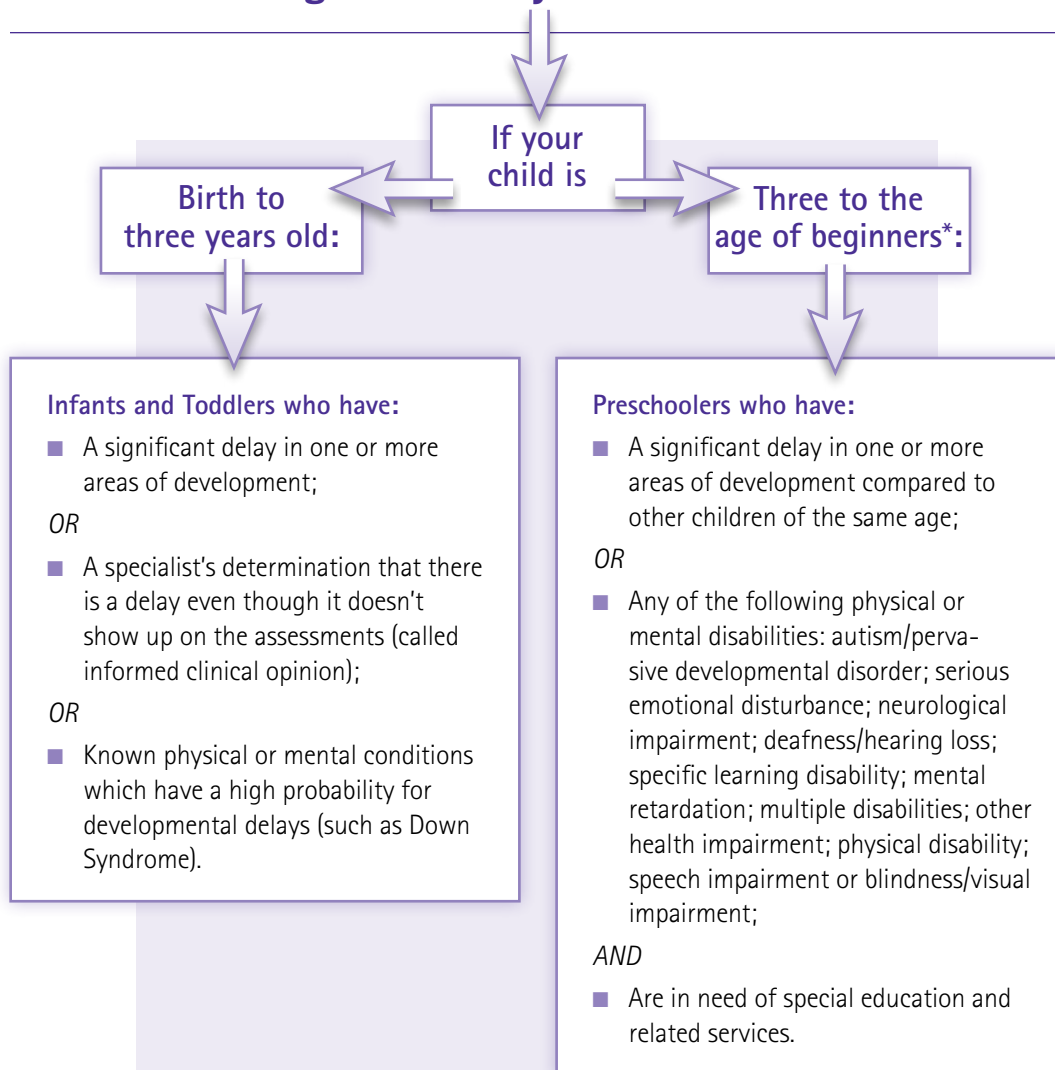 If your
child is
Birth to
three years old:
Three to the
age of beginners*:
Infants and Toddlers who have:
■ A significant delay in one or more
areas of development;
OR
■ A specialist's determination that there
is a delay even though it doesn't
show up on the assessments (called
informed clinical opinion);
OR
■ Known physical or mental conditions
which have a high probability for
developmental delays (such as Down
Syndrome).
Preschoolers who have:
■ A significant delay in one or more
areas of development compared to
other children of the same age;
OR
■ Any of the following physical or
mental disabilities: autism/perva-
sive developmental disorder; serious
emotional disturbance; neurological
impairment; deafness/hearing loss;
specific learning disability; mental
retardation; multiple disabilities; other
health impairment; physical disability;
speech impairment or blindness/visual
impairment;
AND
■ Are in need of special education and
related services.